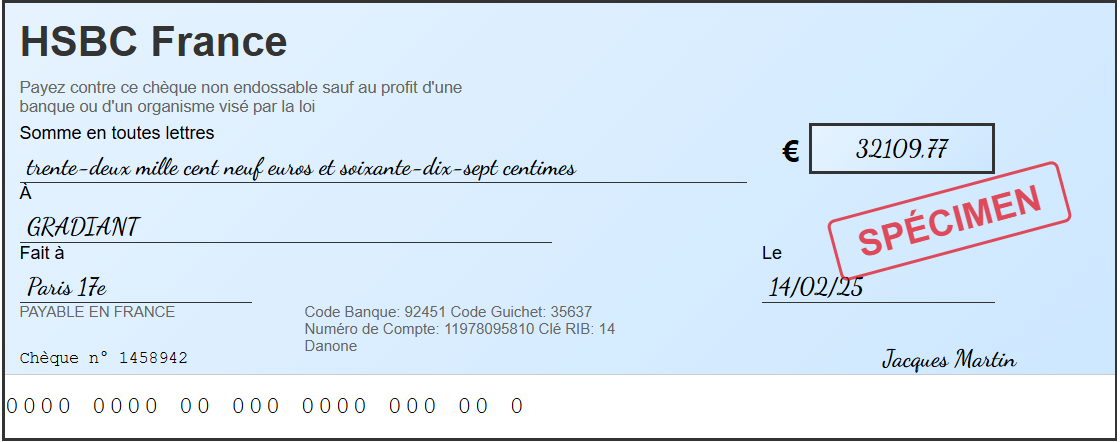 HSBC France
Payez contre ce chèque non endossable sauf au profit d'une
banque ou d'un organisme visé par la loi
Somme en toutes lettres
trente-deux mille cent neuf euros et soixante-dix-sept centimes
€ 32109.77
À
GRADIANT
SPÉCIMEN
Fait à
Le
Paris 17e
14/02/25
PAYABLE EN FRANCE
Code Banque: 92451 Code Guichet: 35637
Numéro de Compte: 11978095810 Clé RIB: 14
Danone
Chèque n° 1458942
Jacques Martin
0000 0000 00 000 0000 000 00 0